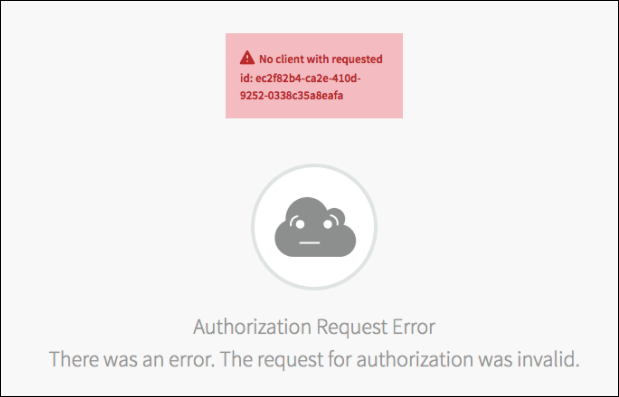 No client with requested
id: ec2f82b4-ca2e-410d-
9252-0338c35a8eafa
Authorization Request Error
There was an error. The request for authorization was invalid.